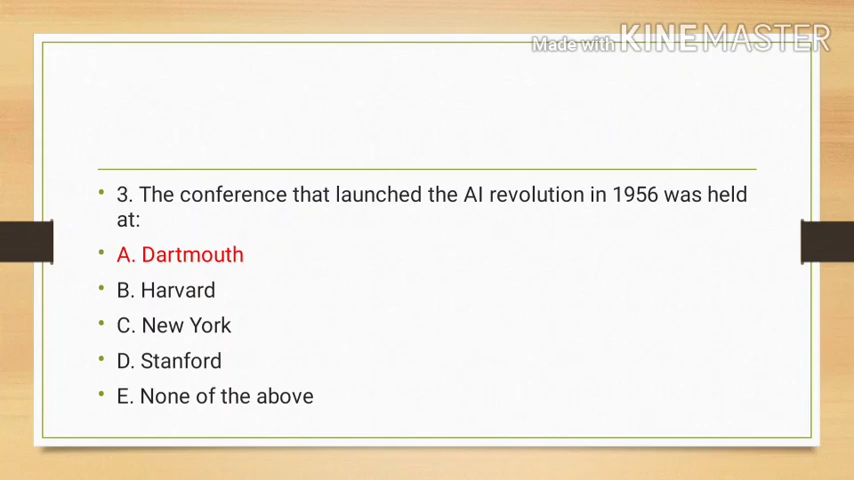 Made with KINEMASTER
• 3. The conference that launched the AI revolution in 1956 was held
at:
• A. Dartmouth
• B. Harvard
• C. New York
• D. Stanford
• E. None of the above